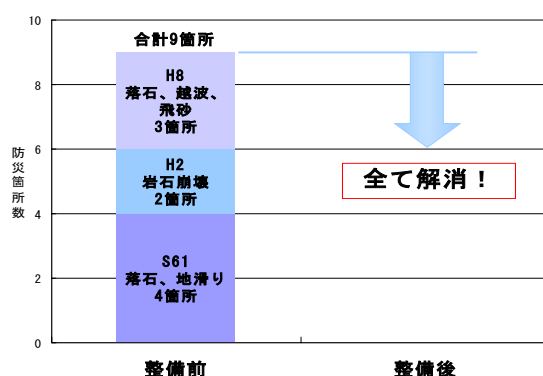 10
8
6
4
2
0
防災箇所数
合計9箇所
H8
落石、越波、
飛砂
3箇所
H2
岩石崩壊
2箇所
S61
落石、地滑り
4箇所
全て解消！
整備前
整備後